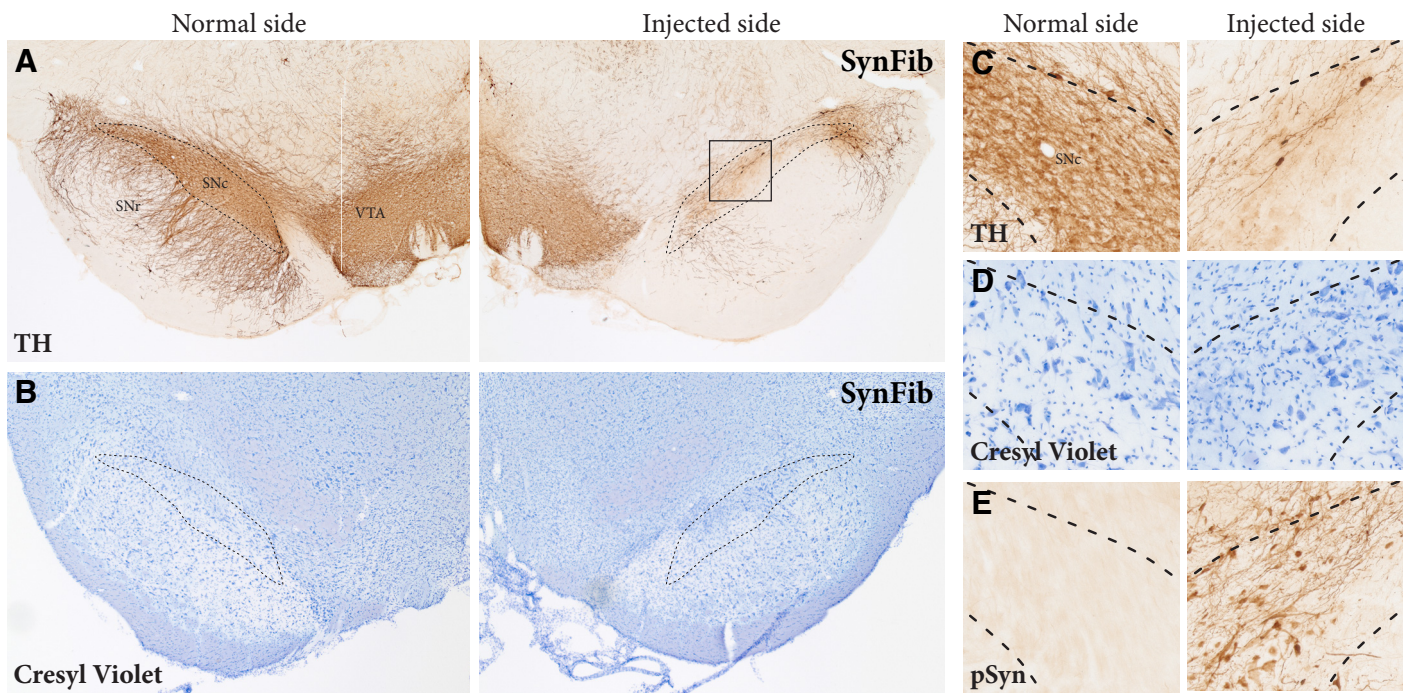 Normal side
Injected side
Normal side
Injected side
A
SynFib
SNc
SNr
VTA
TH
C
SNc
TH
B
SynFib
Cresyl Violet
D
Cresyl Violet
E
pSyn